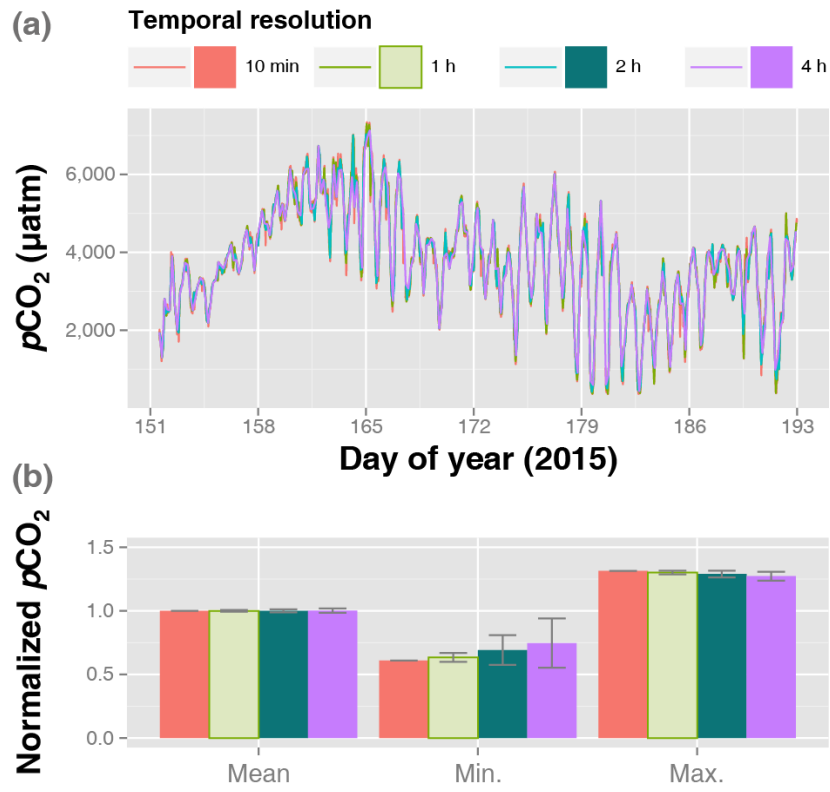 (a)
Temporal resolution
10 min 1 h 2 h 4 h
pCO₂ (µatm)
6,000
4,000
2,000
151 158 165 172 179 186 193
Day of year (2015)
(b)
Normalized pCO₂
1.5
1.0
0.5
0.0
Mean Min. Max.